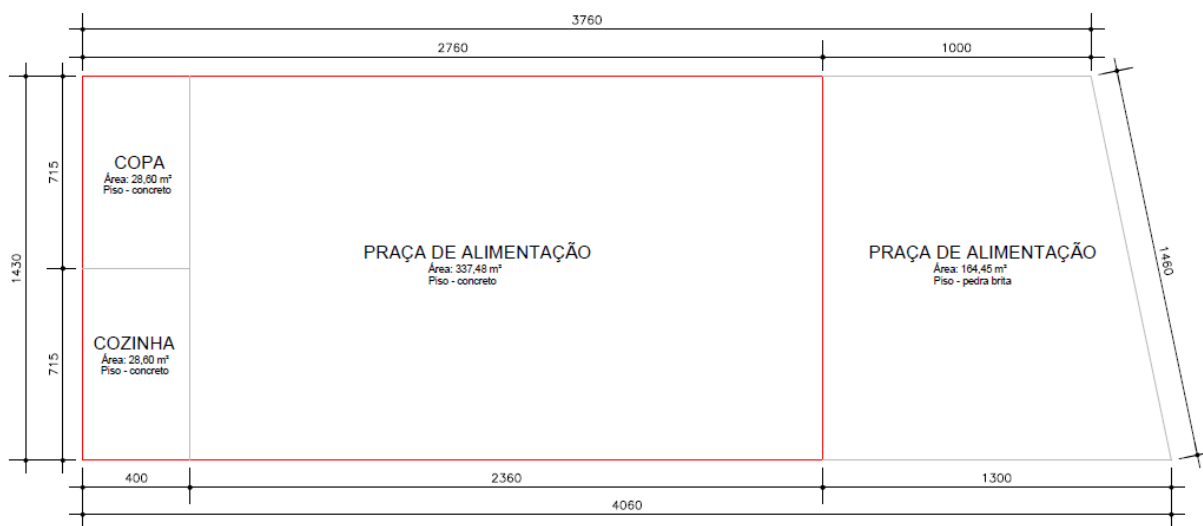 3760
2760
1000
COPA
Área: 28,60 m²
Piso - concreto
715
1430
PRAÇA DE ALIMENTAÇÃO
Área: 337,48 m²
Piso - concreto
PRAÇA DE ALIMENTAÇÃO
Área: 164,45 m²
Piso - pedra brita
1460
COZINHA
Área: 28,60 m²
Piso - concreto
715
400
2360
1300
4060